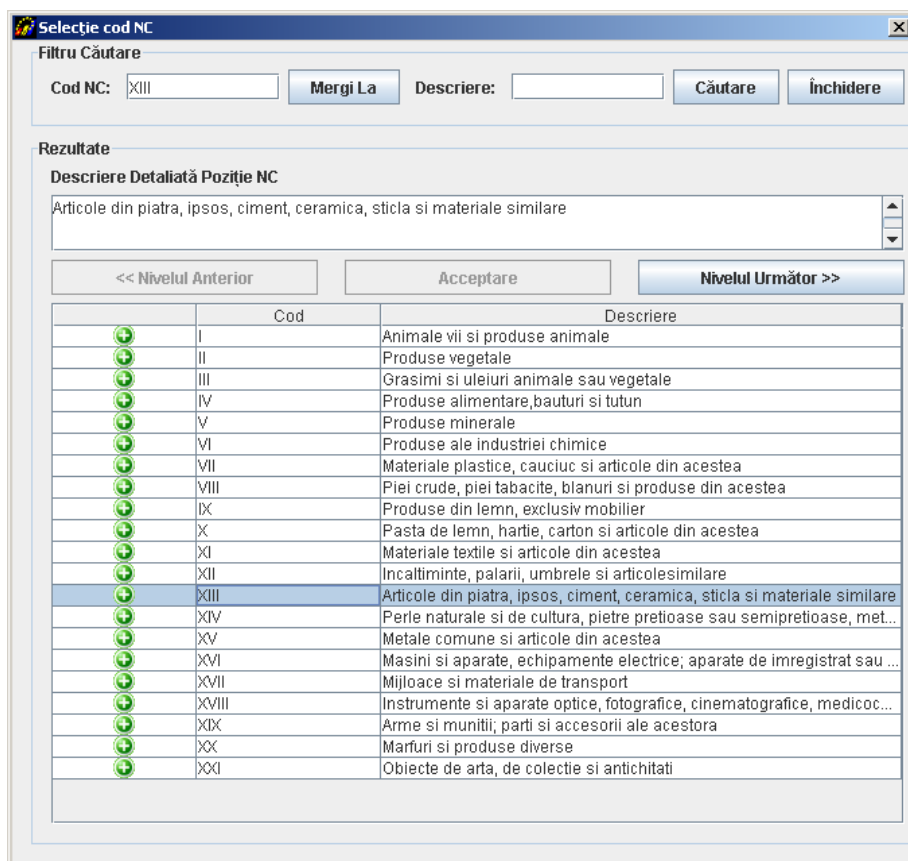 Selecţie cod NC
Filtru Căutare
Cod NC: XIII Mergi La Descriere: Căutare Închidere
Rezultate
Descriere Detaliată Poziţie NC
Articole din piatra, ipsos, ciment, ceramica, sticla si materiale similare
<< Nivelul Anterior Acceptare Nivelul Următor >>
Cod Descriere
I Animale vii si produse animale
II Produse vegetale
III Grasimi si uleiuri animale sau vegetale
IV Produse alimentare,bauturi si tutun
V Produse minerale
VI Produse ale industriei chimice
VII Materiale plastice, cauciuc si articole din acestea
VIII Piei crude, piei tabacite, blanuri si produse din acestea
IX Produse din lemn, exclusiv mobilier
X Pasta de lemn, hartie, carton si articole din acestea
XI Materiale textile si articole din acestea
XII Incaltiminte, palarii, umbrele si articolesimilare
XIII Articole din piatra, ipsos, ciment, ceramica, sticla si materiale similare
XIV Perle naturale si de cultura, pietre pretioase sau semipretioase, met...
XV Metale comune si articole din acestea
XVI Masini si aparate, echipamente electrice; aparate de imregistrat sau ...
XVII Mijloace si materiale de transport
XVIII Instrumente si aparate optice, fotografice, cinematografice, medicoc...
XIX Arme si munitii; parti si accesorii ale acestora
XX Marfuri si produse diverse
XXI Obiecte de arta, de colectie si antichitati